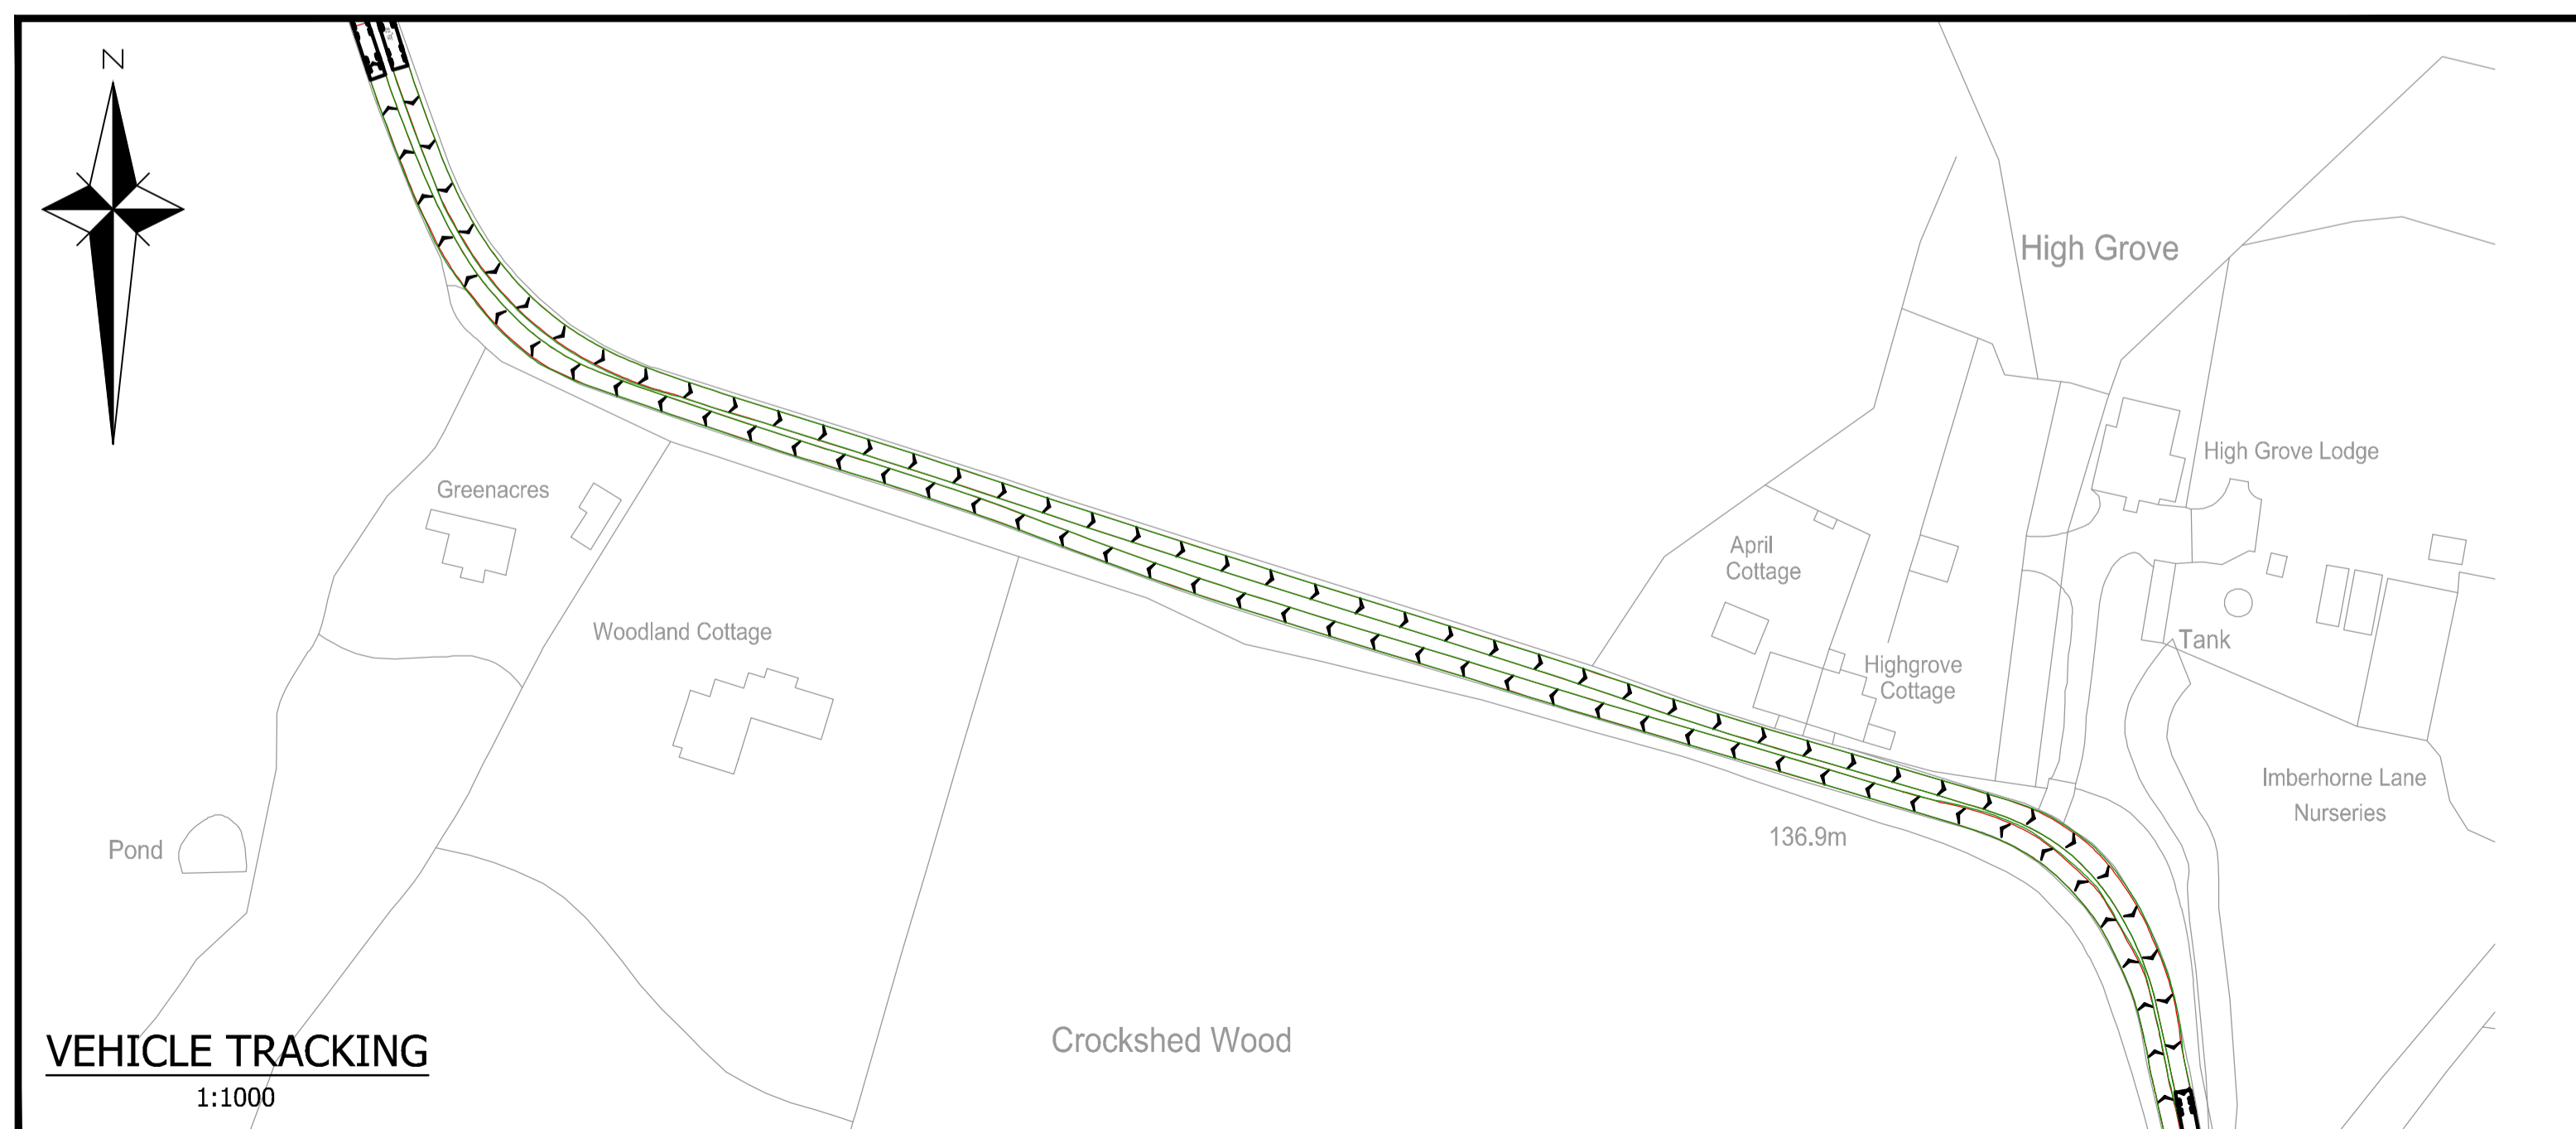 N
High Grove
High Grove Lodge
Greenacres
April
Cottage
Woodland Cottage
Tank
Highgrove
Cottage
Imberhorne Lane
Nurseries
136.9m
Pond
Crockshed Wood
VEHICLE TRACKING
1:1000